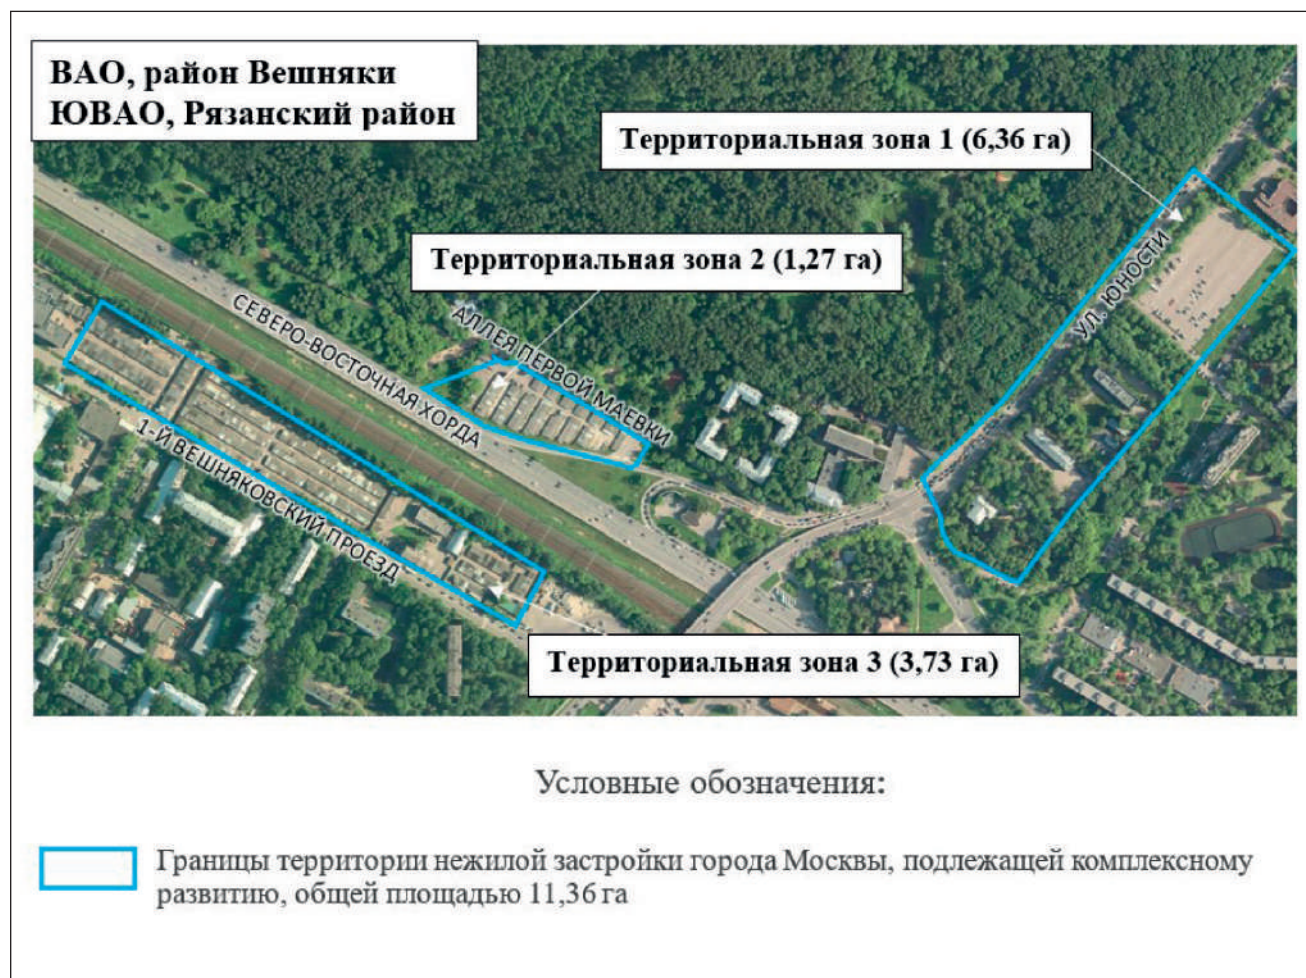 ВАО, район Вешняки
ЮВАО, Рязанский район
Территориальная зона 1 (6,36 га)
Территориальная зона 2 (1,27 га)
УЛ. ЮНОСТИ
АЛЛЕЯ ПЕРВОЙ МАЕВКИ
СЕВЕРО-ВОСТОЧНАЯ ХОРДА
1-Й ВЕШНЯКОВСКИЙ ПРОЕЗД
Территориальная зона 3 (3,73 га)
Условные обозначения:
Границы территории нежилой застройки города Москвы, подлежащей комплексному
развитию, общей площадью 11,36 га